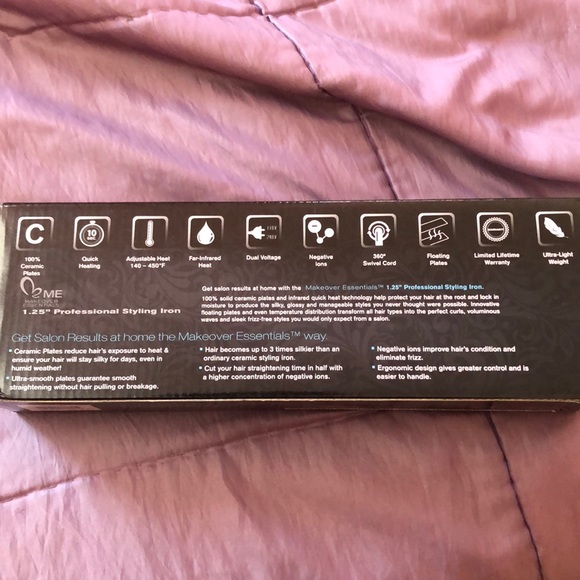 C
10 SEC
110V
240V
100% Ceramic Plates
Quick Heating
Adjustable Heat 140 - 450°F
Far-Infrared Heat
Dual Voltage
Negative Ions
360° Swivel Cord
Floating Plates
Limited Lifetime Warranty
Ultra-Light Weight
ME
MAKEOVER ESSENTIALS
1.25" Professional Styling Iron
Get salon results at home with the Makeover Essentials™ 1.25" Professional Styling Iron.
100% solid ceramic plates and infrared quick heat technology help protect your hair at the root and lock in
moisture to produce the silky, glossy and manageable styles you never thought were possible. Innovative
floating plates and even temperature distribution transform all hair types into the perfect curls, voluminous
waves and sleek frizz-free styles you would only expect from a salon.
Get Salon Results at home the Makeover Essentials™ way.
• Ceramic Plates reduce hair's exposure to heat &
ensure your hair will stay silky for days, even in
humid weather!
• Ultra-smooth plates guarantee smooth
straightening without hair pulling or breakage.
• Hair becomes up to 3 times silkier than an
ordinary ceramic styling iron.
• Cut your hair straightening time in half with
a higher concentration of negative ions.
• Negative ions improve hair's condition and
eliminate frizz.
• Ergonomic design gives greater control and is
easier to handle.